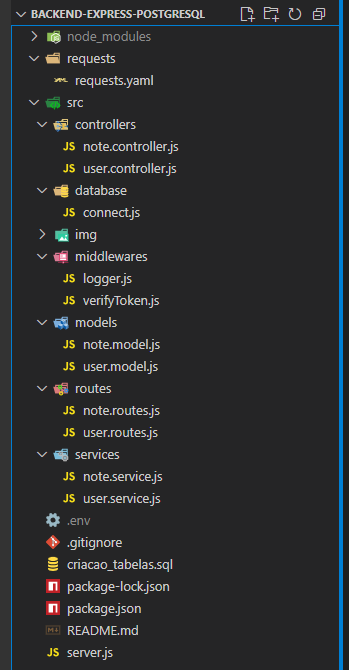 BACKEND-EXPRESS-POSTGRESQL
node_modules
requests
requests.yaml
src
controllers
JS note.controller.js
JS user.controller.js
database
JS connect.js
img
middlewares
JS logger.js
JS verifyToken.js
models
JS note.model.js
JS user.model.js
routes
JS note.routes.js
JS user.routes.js
services
JS note.service.js
JS user.service.js
.env
.gitignore
criacao_tabelas.sql
package-lock.json
package.json
README.md
JS server.js